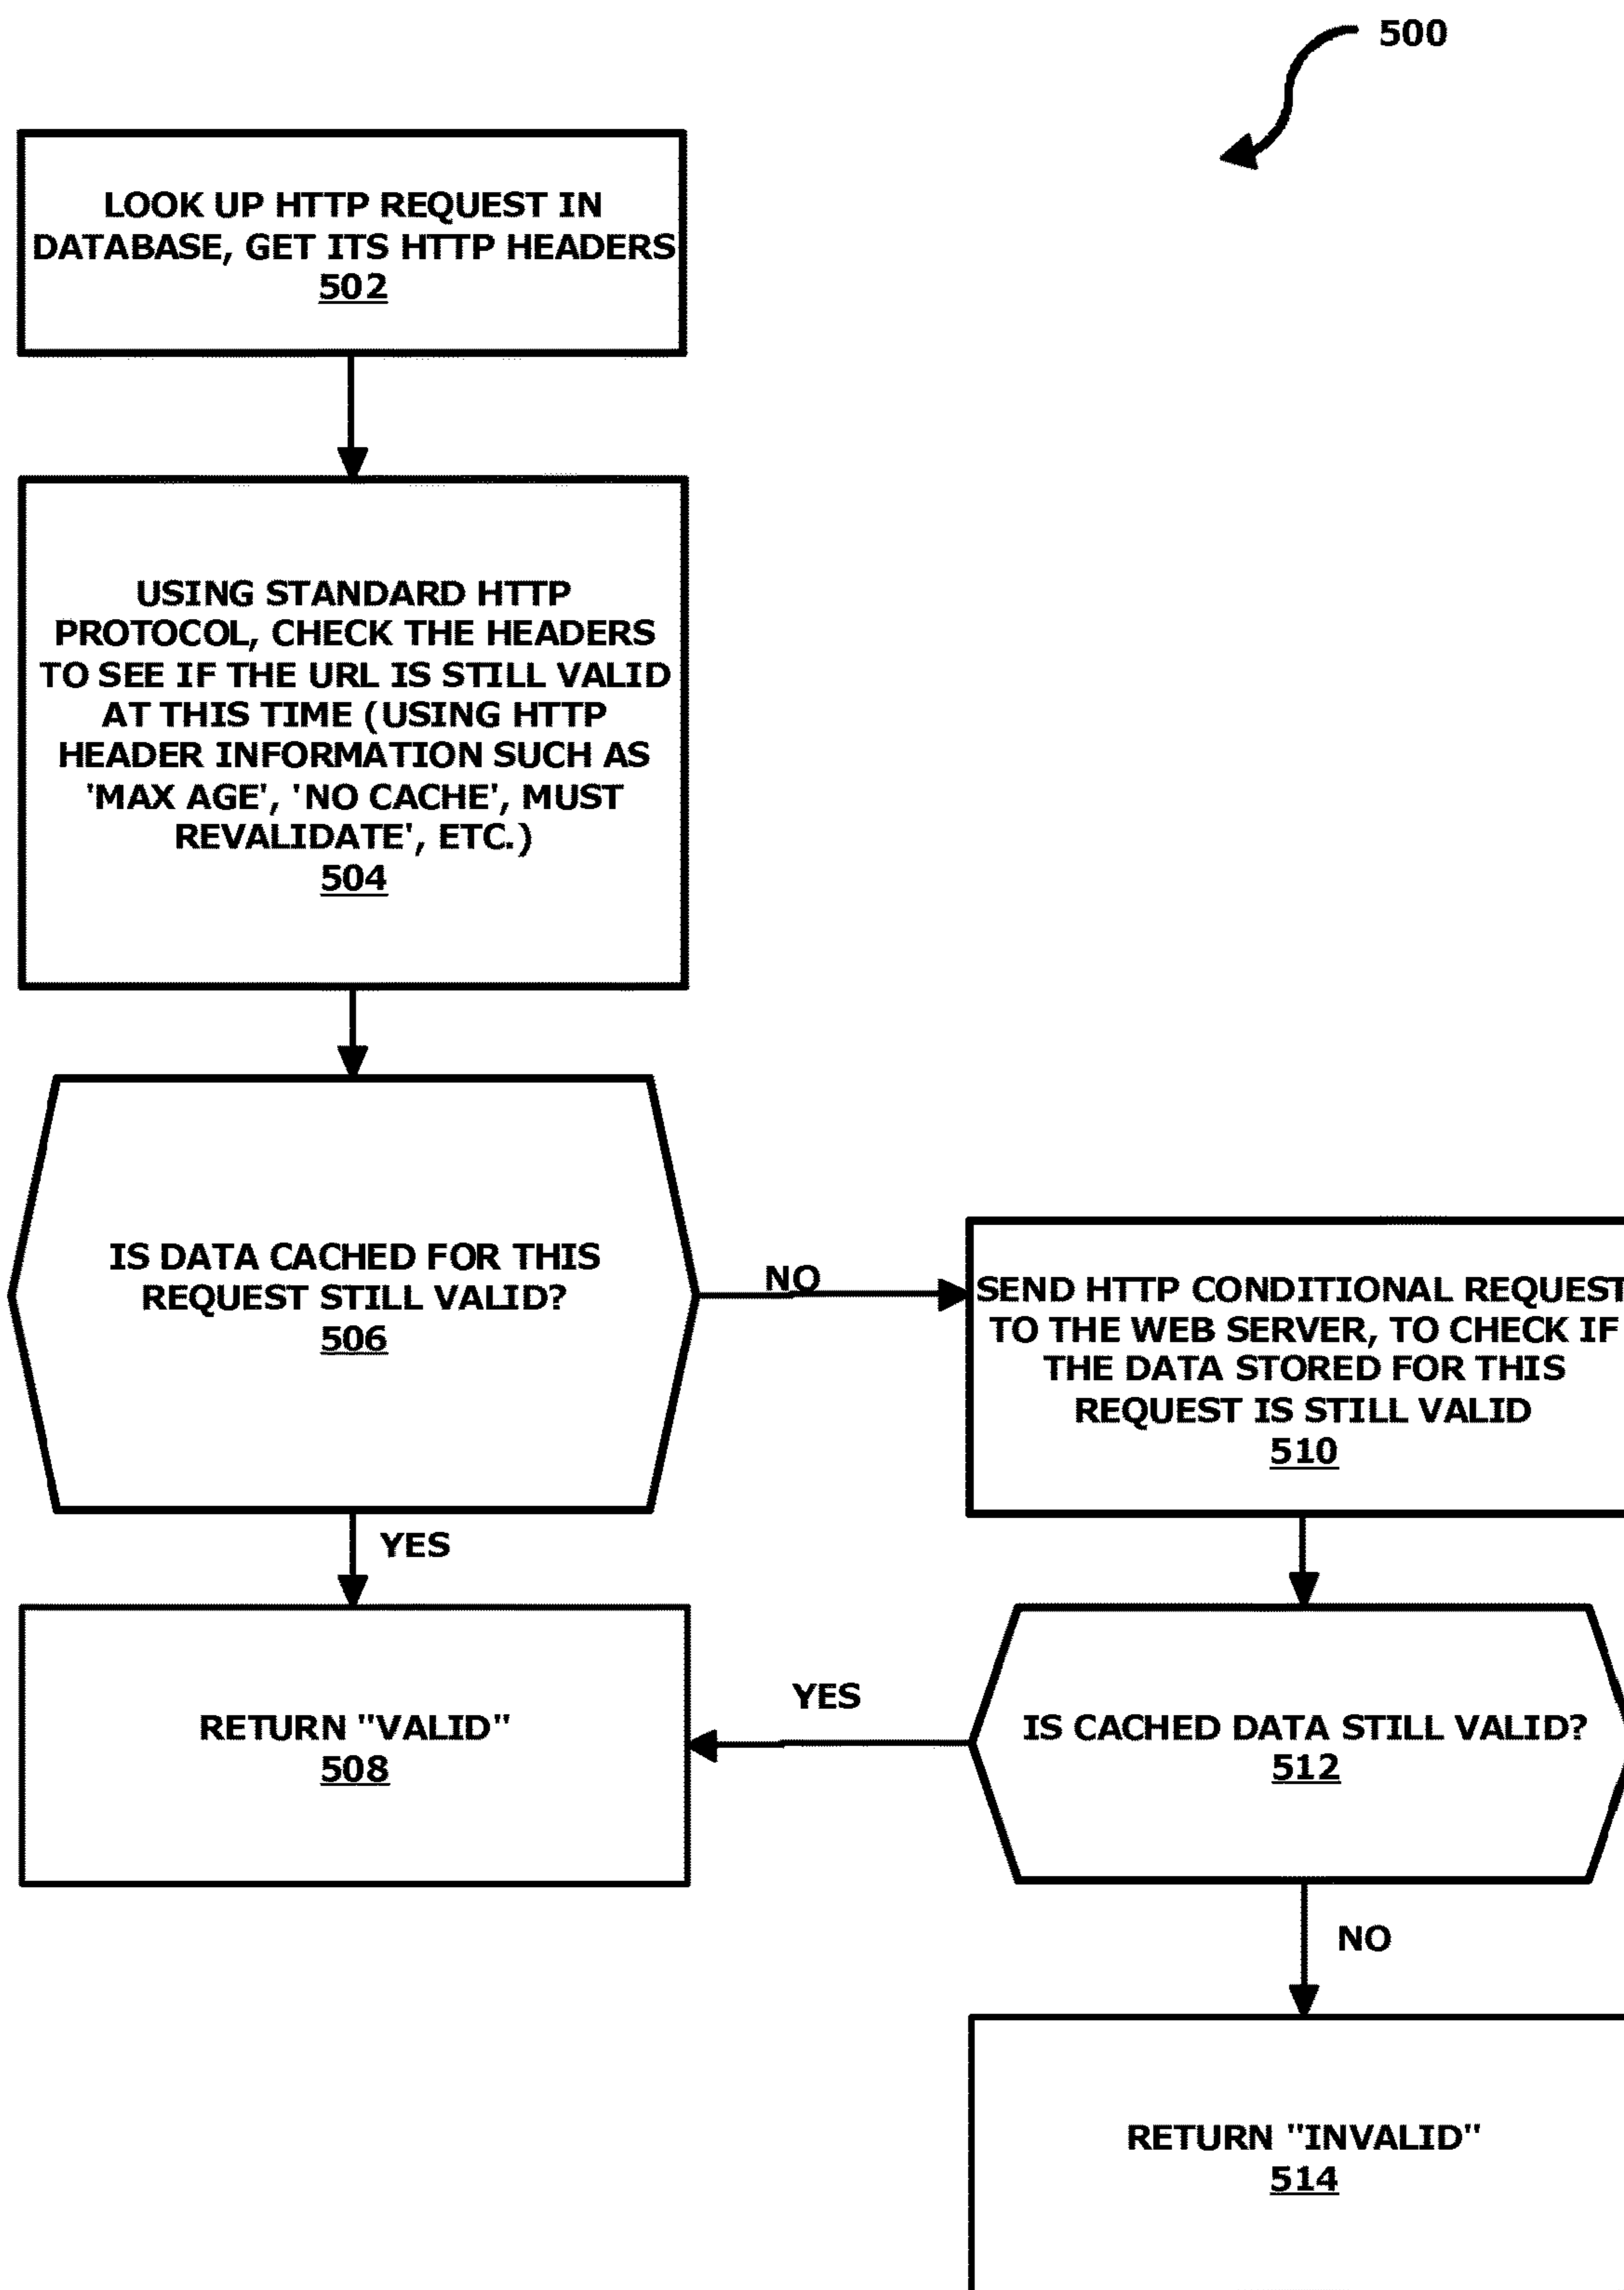 500
LOOK UP HTTP REQUEST IN
DATABASE, GET ITS HTTP HEADERS
502
USING STANDARD HTTP
PROTOCOL, CHECK THE HEADERS
TO SEE IF THE URL IS STILL VALID
AT THIS TIME (USING HTTP
HEADER INFORMATION SUCH AS
'MAX AGE', 'NO CACHE', MUST
REVALIDATE', ETC.)
504
IS DATA CACHED FOR THIS
REQUEST STILL VALID?
506
NO
SEND HTTP CONDITIONAL REQUEST
TO THE WEB SERVER, TO CHECK IF
THE DATA STORED FOR THIS
REQUEST IS STILL VALID
510
YES
RETURN "VALID"
508
YES
IS CACHED DATA STILL VALID?
512
NO
RETURN "INVALID"
514